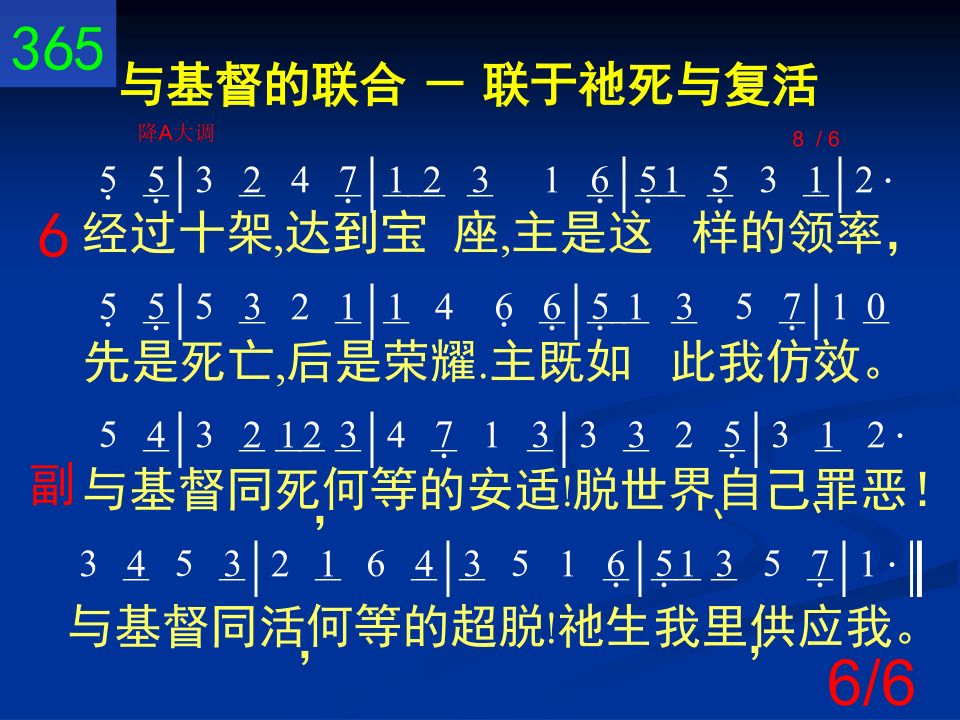 365
与基督的联合 － 联于祂死与复活
降A大调
8 / 6
5̣ 5̣ | 3 2 4 7̣ | 1 2 3 1 6̣ | 5̣ 1 5̣ 3 1 | 2 ·
6 经过十架,达到宝 座,主是这 样的领率,
5̣ 5̣ | 5 3 2 1 | 1 4 6̣ 6̣ | 5̣ 1 3 5 7̣ | 1 0
先是死亡,后是荣耀.主既如 此我仿效。
5 4 | 3 2 1 2 3 | 4 7̣ 1 3 | 3 3 2 5̣ | 3 1 2 ·
副 与基督同死,何等的安适!脱世界、自己、罪恶!
3 4 5 3 | 2 1 6 4 | 3 5 1 6̣ | 5̣ 1 3 5 7̣ | 1 · ‖
与基督同活,何等的超脱!祂生我里,供应我。
6/6